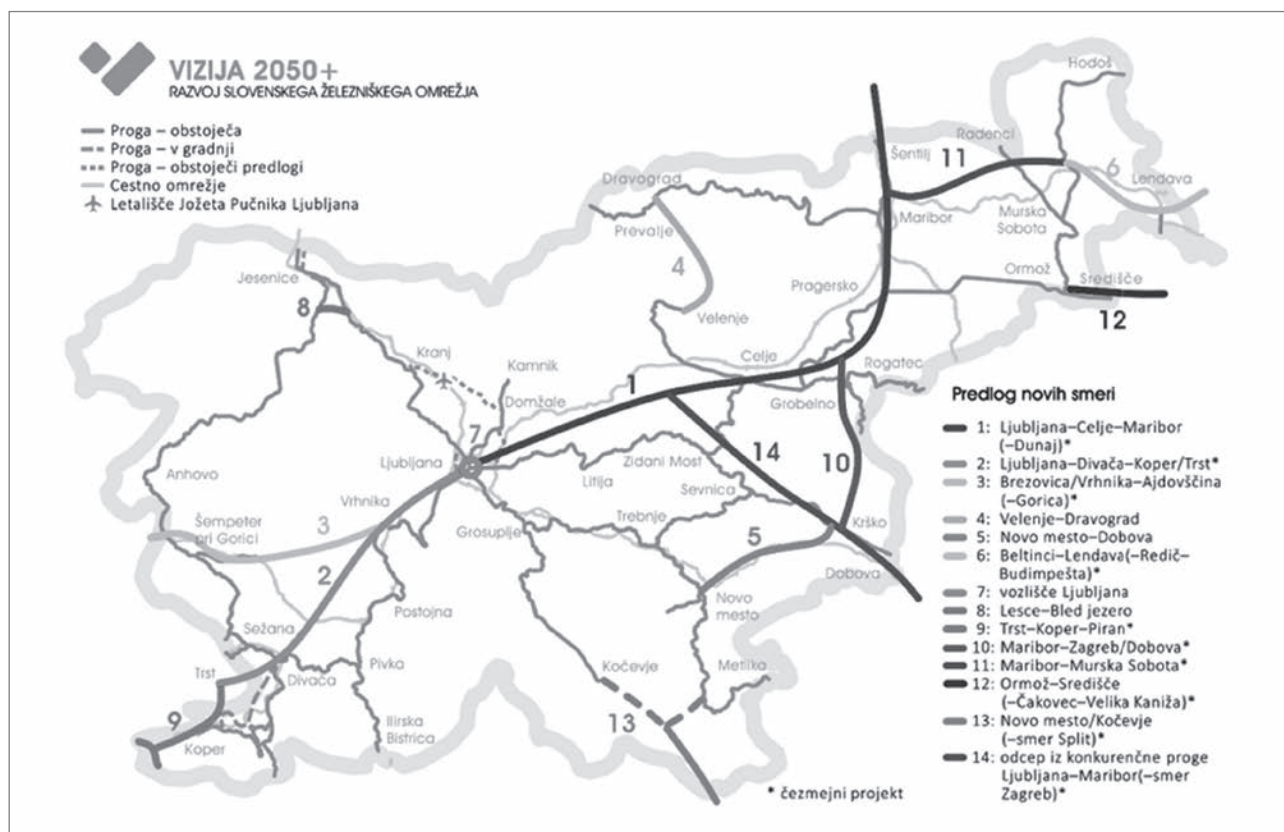 VIZIJA 2050+
RAZVOJ SLOVENSKEGA ŽELEZNIŠKEGA OMREŽJA
Proga – obstoječa
Proga – v gradnji
Proga – obstoječi predlogi
Cestno omrežje
Letališče Jožeta Pučnika Ljubljana
Hodoš
Radenci
Šentilj
11
6
Lendava
Dravograd
Prevalje
Maribor
Murska
Sobota
4
Jesenice
Ormož
Središče
Pragersko
8
12
Velenje
Kranj
Kamnik
Celje
Rogatec
1
Domžale
Grobelno
7
Ljubljana
14
10
Anhovo
Zidani Most
Litija
Sevnica
Vrhnika
3
Šempeter
pri Gorici
Grosuplje
Trebnje
Krško
5
2
Dobova
Postojna
Novo
mesto
Sežana
Trst
Divača
Pivka
Kočevje
Metlika
9
Koper
Ilirska
Bistrica
13
Predlog novih smeri
1: Ljubljana–Celje–Maribor
(–Dunaj)*
2: Ljubljana–Divača–Koper/Trst*
3: Brezovica/Vrhnika–Ajdovščina
(–Gorica)*
4: Velenje–Dravograd
5: Novo mesto–Dobova
6: Beltinci–Lendava(–Redič–
Budimpešta)*
7: vozlišče Ljubljana
8: Lesce–Bled jezero
9: Trst–Koper–Piran*
10: Maribor–Zagreb/Dobova*
11: Maribor–Murska Sobota*
12: Ormož–Središče
(–Čakovec–Velika Kaniža)*
13: Novo mesto/Kočevje
(–smer Split)*
14: odcep iz konkurenčne proge
Ljubljana–Maribor(–smer
Zagreb)*
* čezmejni projekt